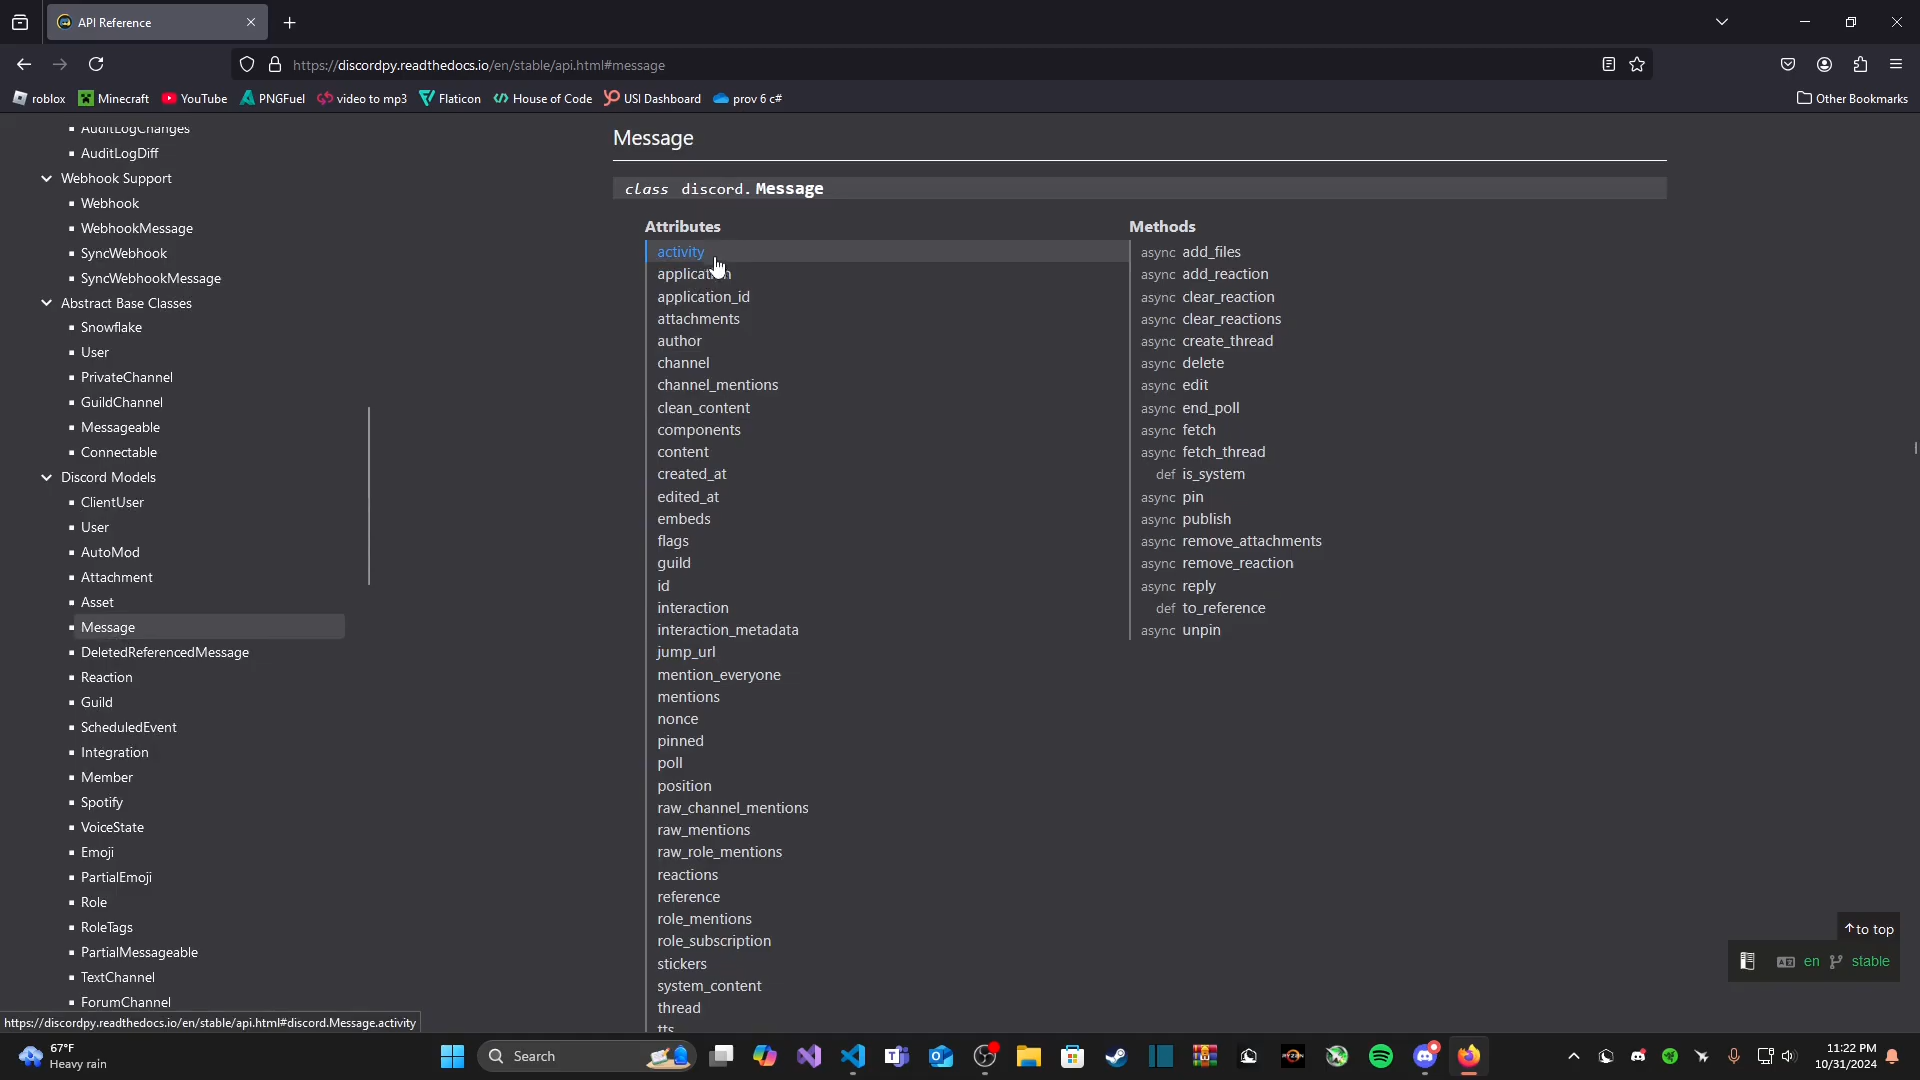 API Reference
https://discordpy.readthedocs.io/en/stable/api.html#message
roblox
Minecraft
YouTube
PNGFuel
video to mp3
Flaticon
House of Code
USI Dashboard
prov 6 c#
Other Bookmarks
AuditLogChanges
AuditLogDiff
Webhook Support
Webhook
WebhookMessage
SyncWebhook
SyncWebhookMessage
Abstract Base Classes
Snowflake
User
PrivateChannel
GuildChannel
Messageable
Connectable
Discord Models
ClientUser
User
AutoMod
Attachment
Asset
Message
DeletedReferencedMessage
Reaction
Guild
ScheduledEvent
Integration
Member
Spotify
VoiceState
Emoji
PartialEmoji
Role
RoleTags
PartialMessageable
TextChannel
ForumChannel
https://discordpy.readthedocs.io/en/stable/api.html#discord.Message.activity
Message
class discord.Message
Attributes
activity
application
application_id
attachments
author
channel
channel_mentions
clean_content
components
content
created_at
edited_at
embeds
flags
guild
id
interaction
interaction_metadata
jump_url
mention_everyone
mentions
nonce
pinned
poll
position
raw_channel_mentions
raw_mentions
raw_role_mentions
reactions
reference
role_mentions
role_subscription
stickers
system_content
thread
tts
Methods
async add_files
async add_reaction
async clear_reaction
async clear_reactions
async create_thread
async delete
async edit
async end_poll
async fetch
async fetch_thread
def is_system
async pin
async publish
async remove_attachments
async remove_reaction
async reply
def to_reference
async unpin
to top
en stable
67°F
Heavy rain
Search
11:22 PM
10/31/2024